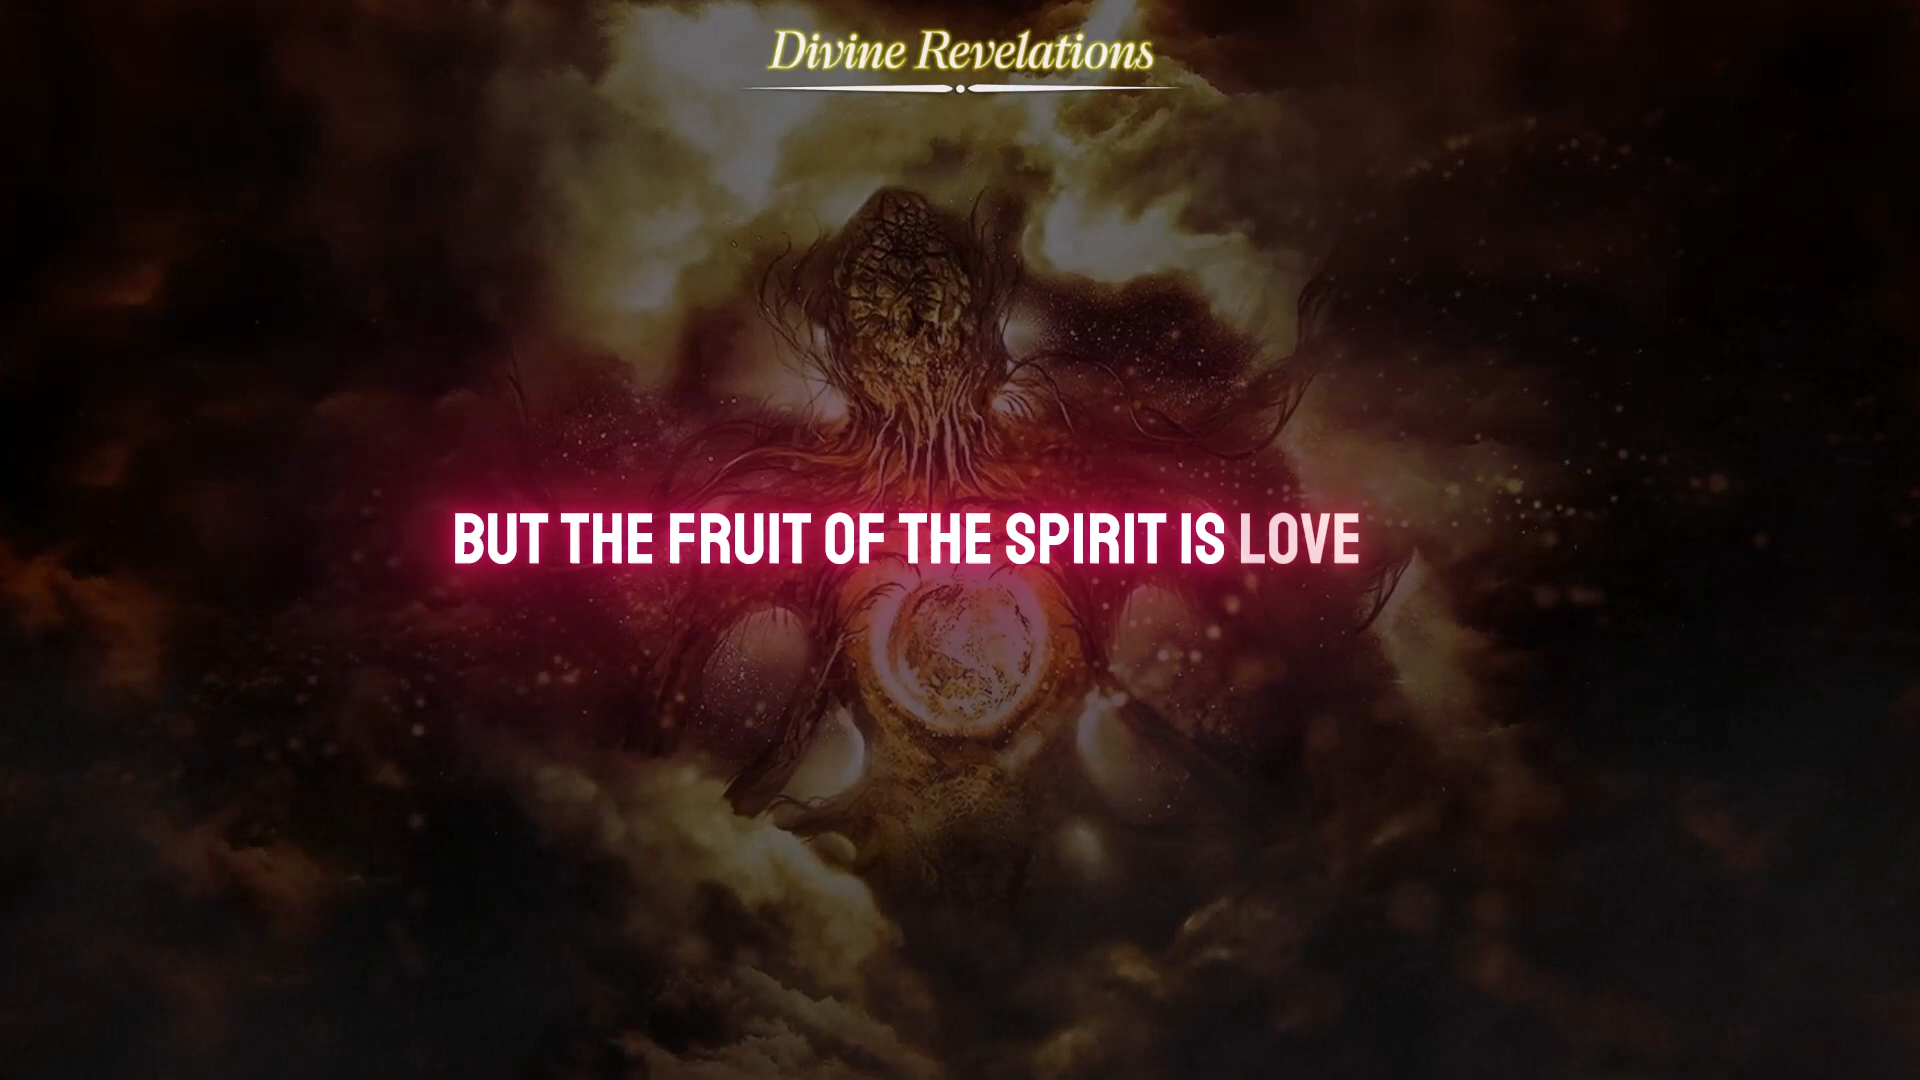 Divine Revelations
BUT THE FRUIT OF THE SPIRIT IS LOVE